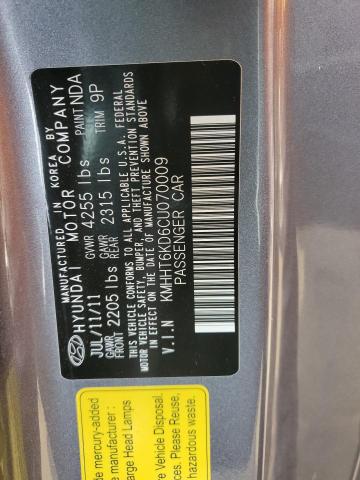 MANUFACTURED IN KOREA BY
HYUNDAI MOTOR COMPANY
JUL/11/11 GVWR 4255 lbs PAINT NDA
GAWR FRONT 2205 lbs GAWR REAR 2315 lbs TRIM 9P
THIS VEHICLE CONFORMS TO ALL APPLICABLE U.S.A. FEDERAL
MOTOR VEHICLE SAFETY, BUMPER, AND THEFT PREVENTION STANDARDS
IN EFFECT ON THE DATE OF MANUFACTURE SHOWN ABOVE
V.I.N KMHHT6KD6CU070009
PASSENGER CAR
de mercury-added
e manufacturer :
arge Head Lamps
Vehicle Disposal.
ces. Please Reuse,
hazardous waste.